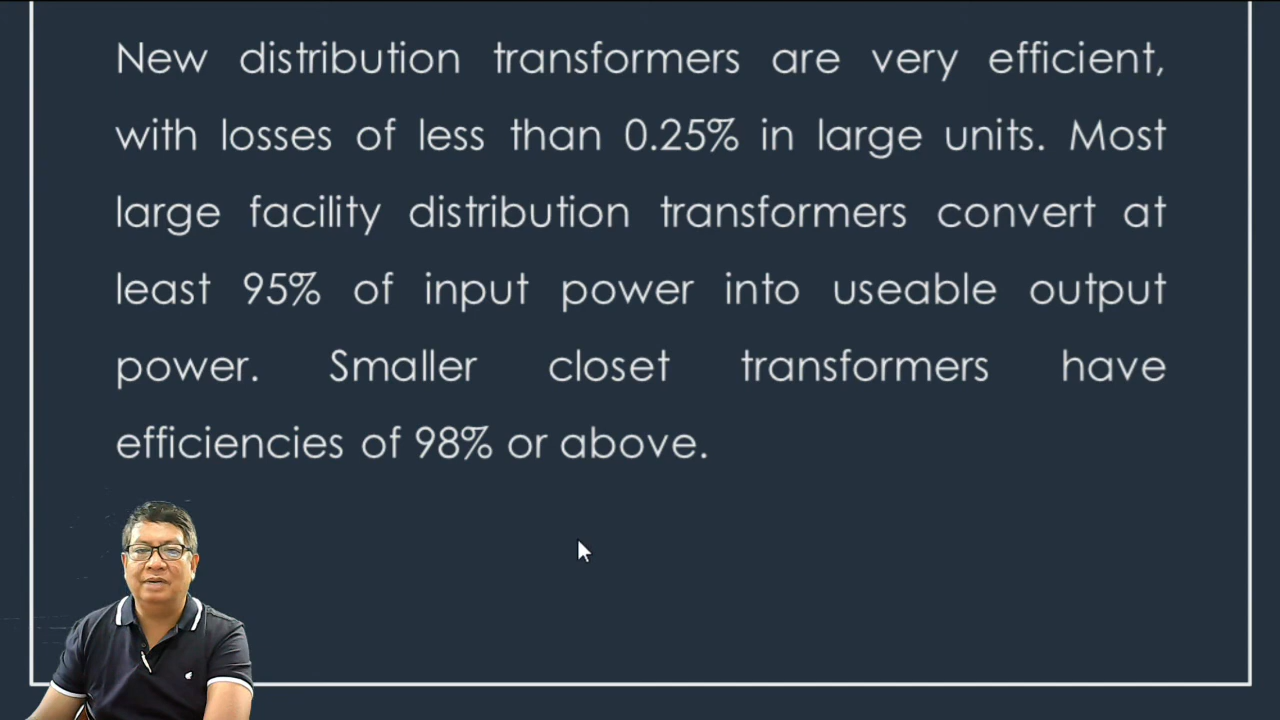 New distribution transformers are very efficient,
with losses of less than 0.25% in large units. Most
large facility distribution transformers convert at
least 95% of input power into useable output
power. Smaller closet transformers have
efficiencies of 98% or above.